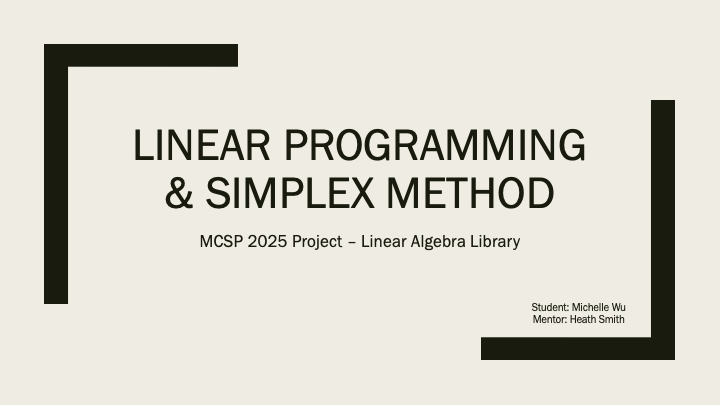 LINEAR PROGRAMMING
& SIMPLEX METHOD
MCSP 2025 Project – Linear Algebra Library
Student: Michelle Wu
Mentor: Heath Smith